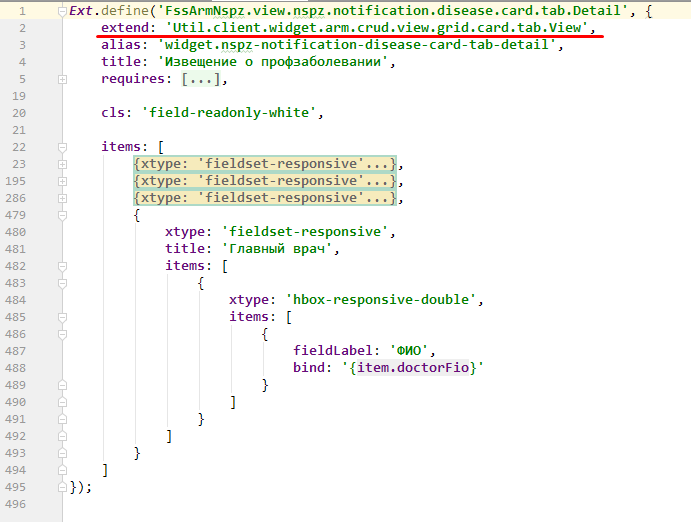 1 Ext.define('FssArmNspz.view.nspz.notification.disease.card.tab.Detail', {
2 extend: 'Util.client.widget.arm.crud.view.grid.card.tab.View',
3 alias: 'widget.nspz-notification-disease-card-tab-detail',
4 title: 'Извещение о профзаболевании',
5 requires: [...],
19
20 cls: 'field-readonly-white',
21
22 items: [
23 {xtype: 'fieldset-responsive'...},
195 {xtype: 'fieldset-responsive'...},
286 {xtype: 'fieldset-responsive'...},
479 {
480 xtype: 'fieldset-responsive',
481 title: 'Главный врач',
482 items: [
483 {
484 xtype: 'hbox-responsive-double',
485 items: [
486 {
487 fieldLabel: 'ФИО',
488 bind: '{item.doctorFio}'
489 }
490 ]
491 }
492 ]
493 }
494 ]
495 });
496